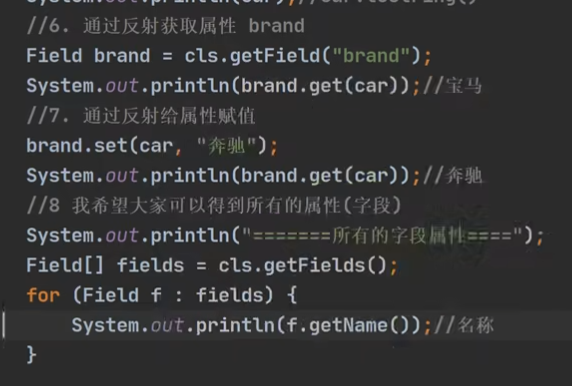 System.out.println(car);//car.toString()
//6. 通过反射获取属性 brand
Field brand = cls.getField("brand");
System.out.println(brand.get(car));//宝马
//7. 通过反射给属性赋值
brand.set(car, "奔驰");
System.out.println(brand.get(car));//奔驰
//8 我希望大家可以得到所有的属性(字段)
System.out.println("=======所有的字段属性====");
Field[] fields = cls.getFields();
for (Field f : fields) {
    System.out.println(f.getName());//名称
}